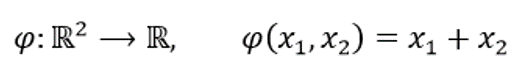 φ: ℝ² ⟶ ℝ,  φ(x₁, x₂) = x₁ + x₂